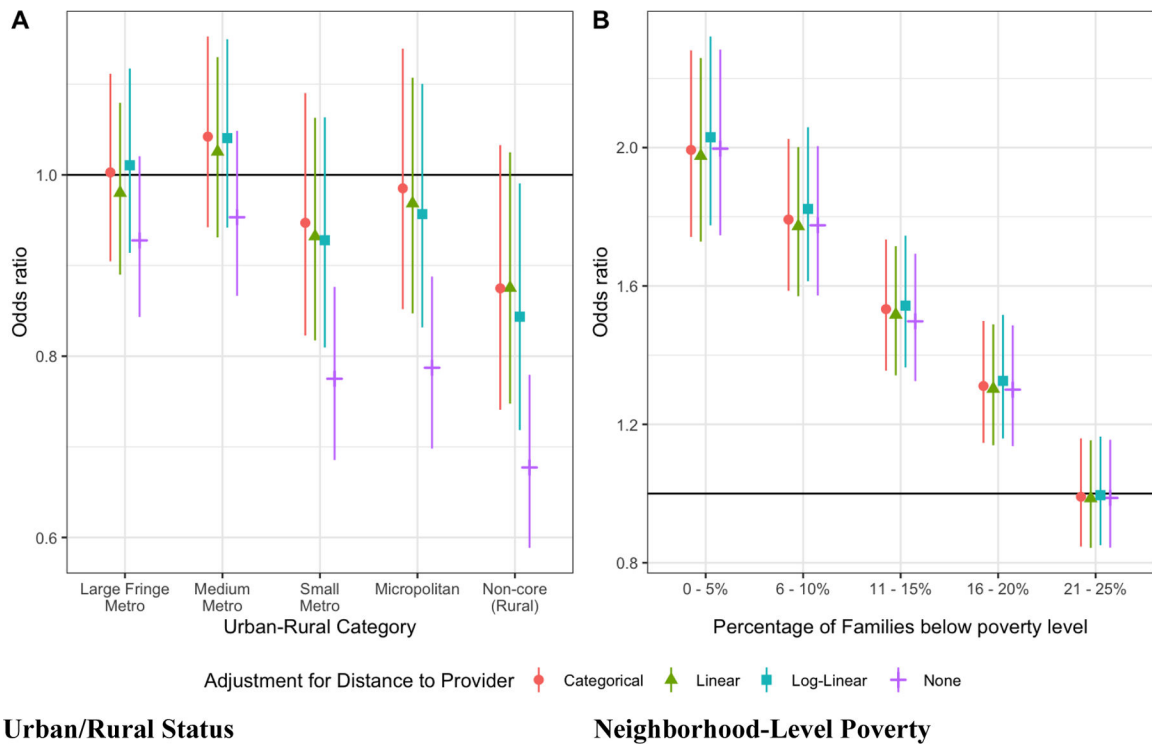 A
Odds ratio
1.0
0.8
0.6
Large Fringe
Metro
Medium
Metro
Small
Metro
Micropolitan
Non-core
(Rural)
Urban-Rural Category
B
Odds ratio
2.0
1.6
1.2
0.8
0 - 5%
6 - 10%
11 - 15%
16 - 20%
21 - 25%
Percentage of Families below poverty level
Adjustment for Distance to Provider Categorical Linear Log-Linear None
Urban/Rural Status
Neighborhood-Level Poverty